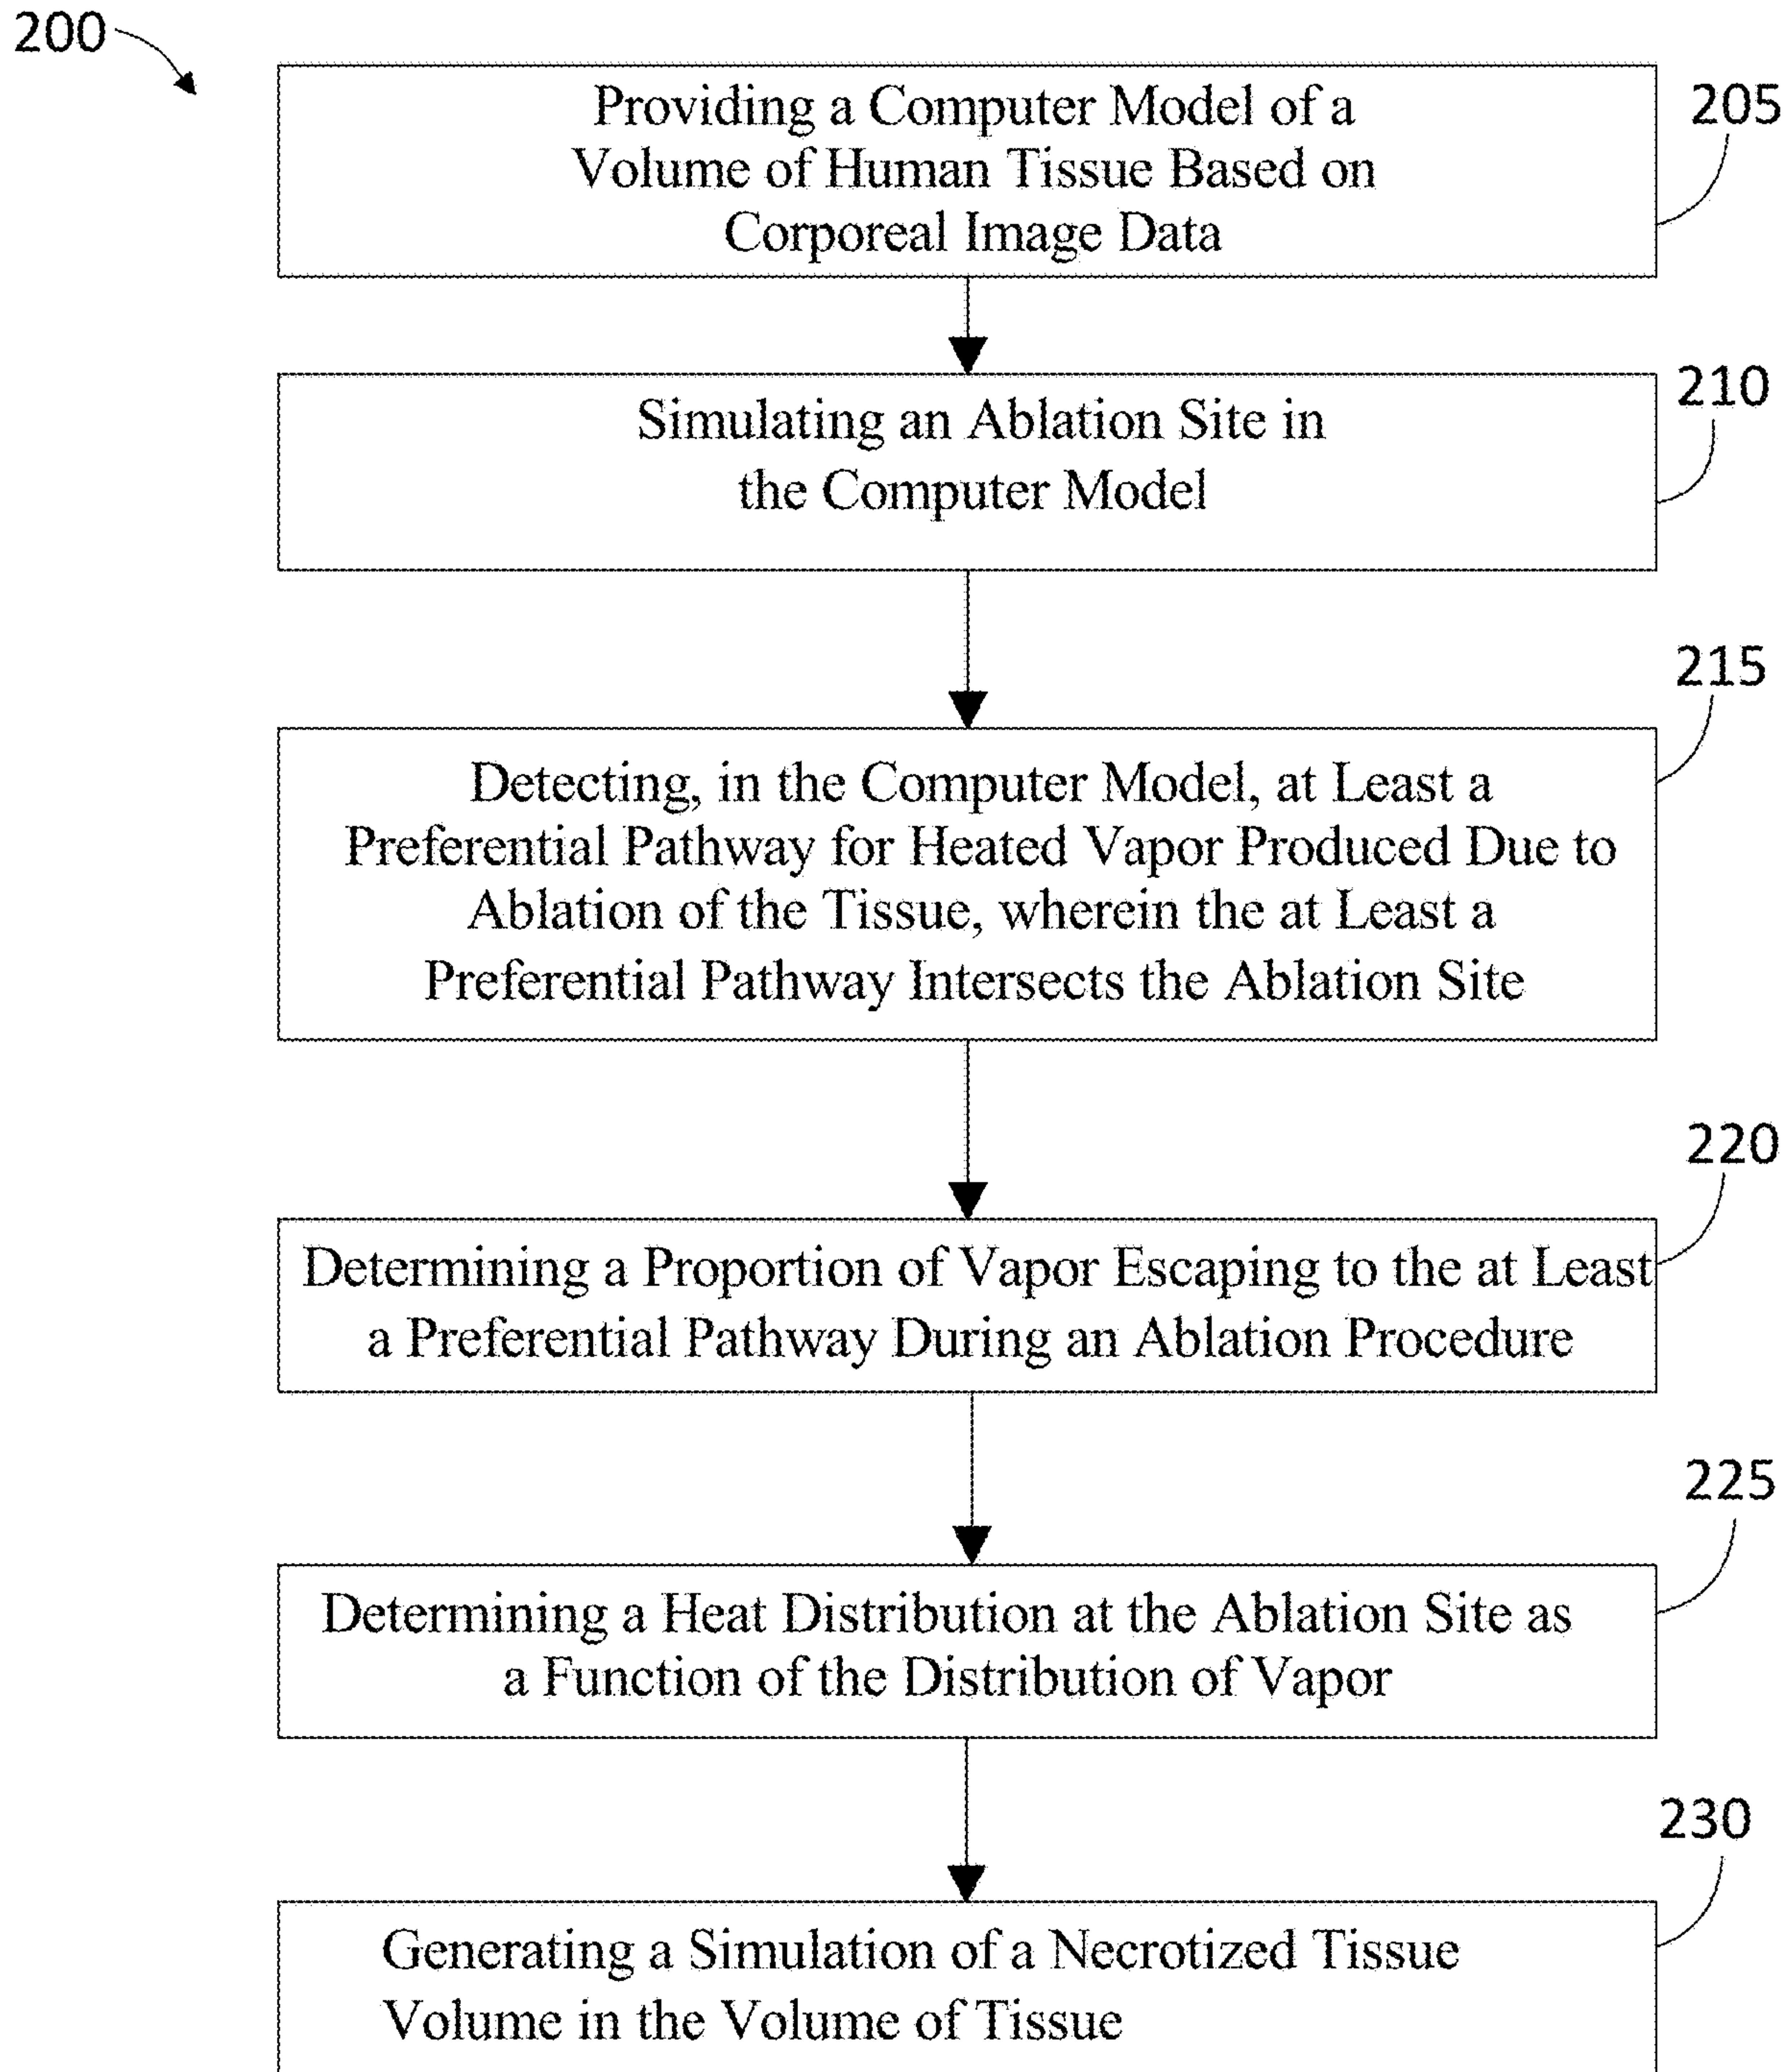 200
Providing a Computer Model of a
Volume of Human Tissue Based on
Corporeal Image Data
205
Simulating an Ablation Site in
the Computer Model
210
Detecting, in the Computer Model, at Least a
Preferential Pathway for Heated Vapor Produced Due to
Ablation of the Tissue, wherein the at Least a
Preferential Pathway Intersects the Ablation Site
215
Determining a Proportion of Vapor Escaping to the at Least
a Preferential Pathway During an Ablation Procedure
220
Determining a Heat Distribution at the Ablation Site as
a Function of the Distribution of Vapor
225
Generating a Simulation of a Necrotized Tissue
Volume in the Volume of Tissue
230